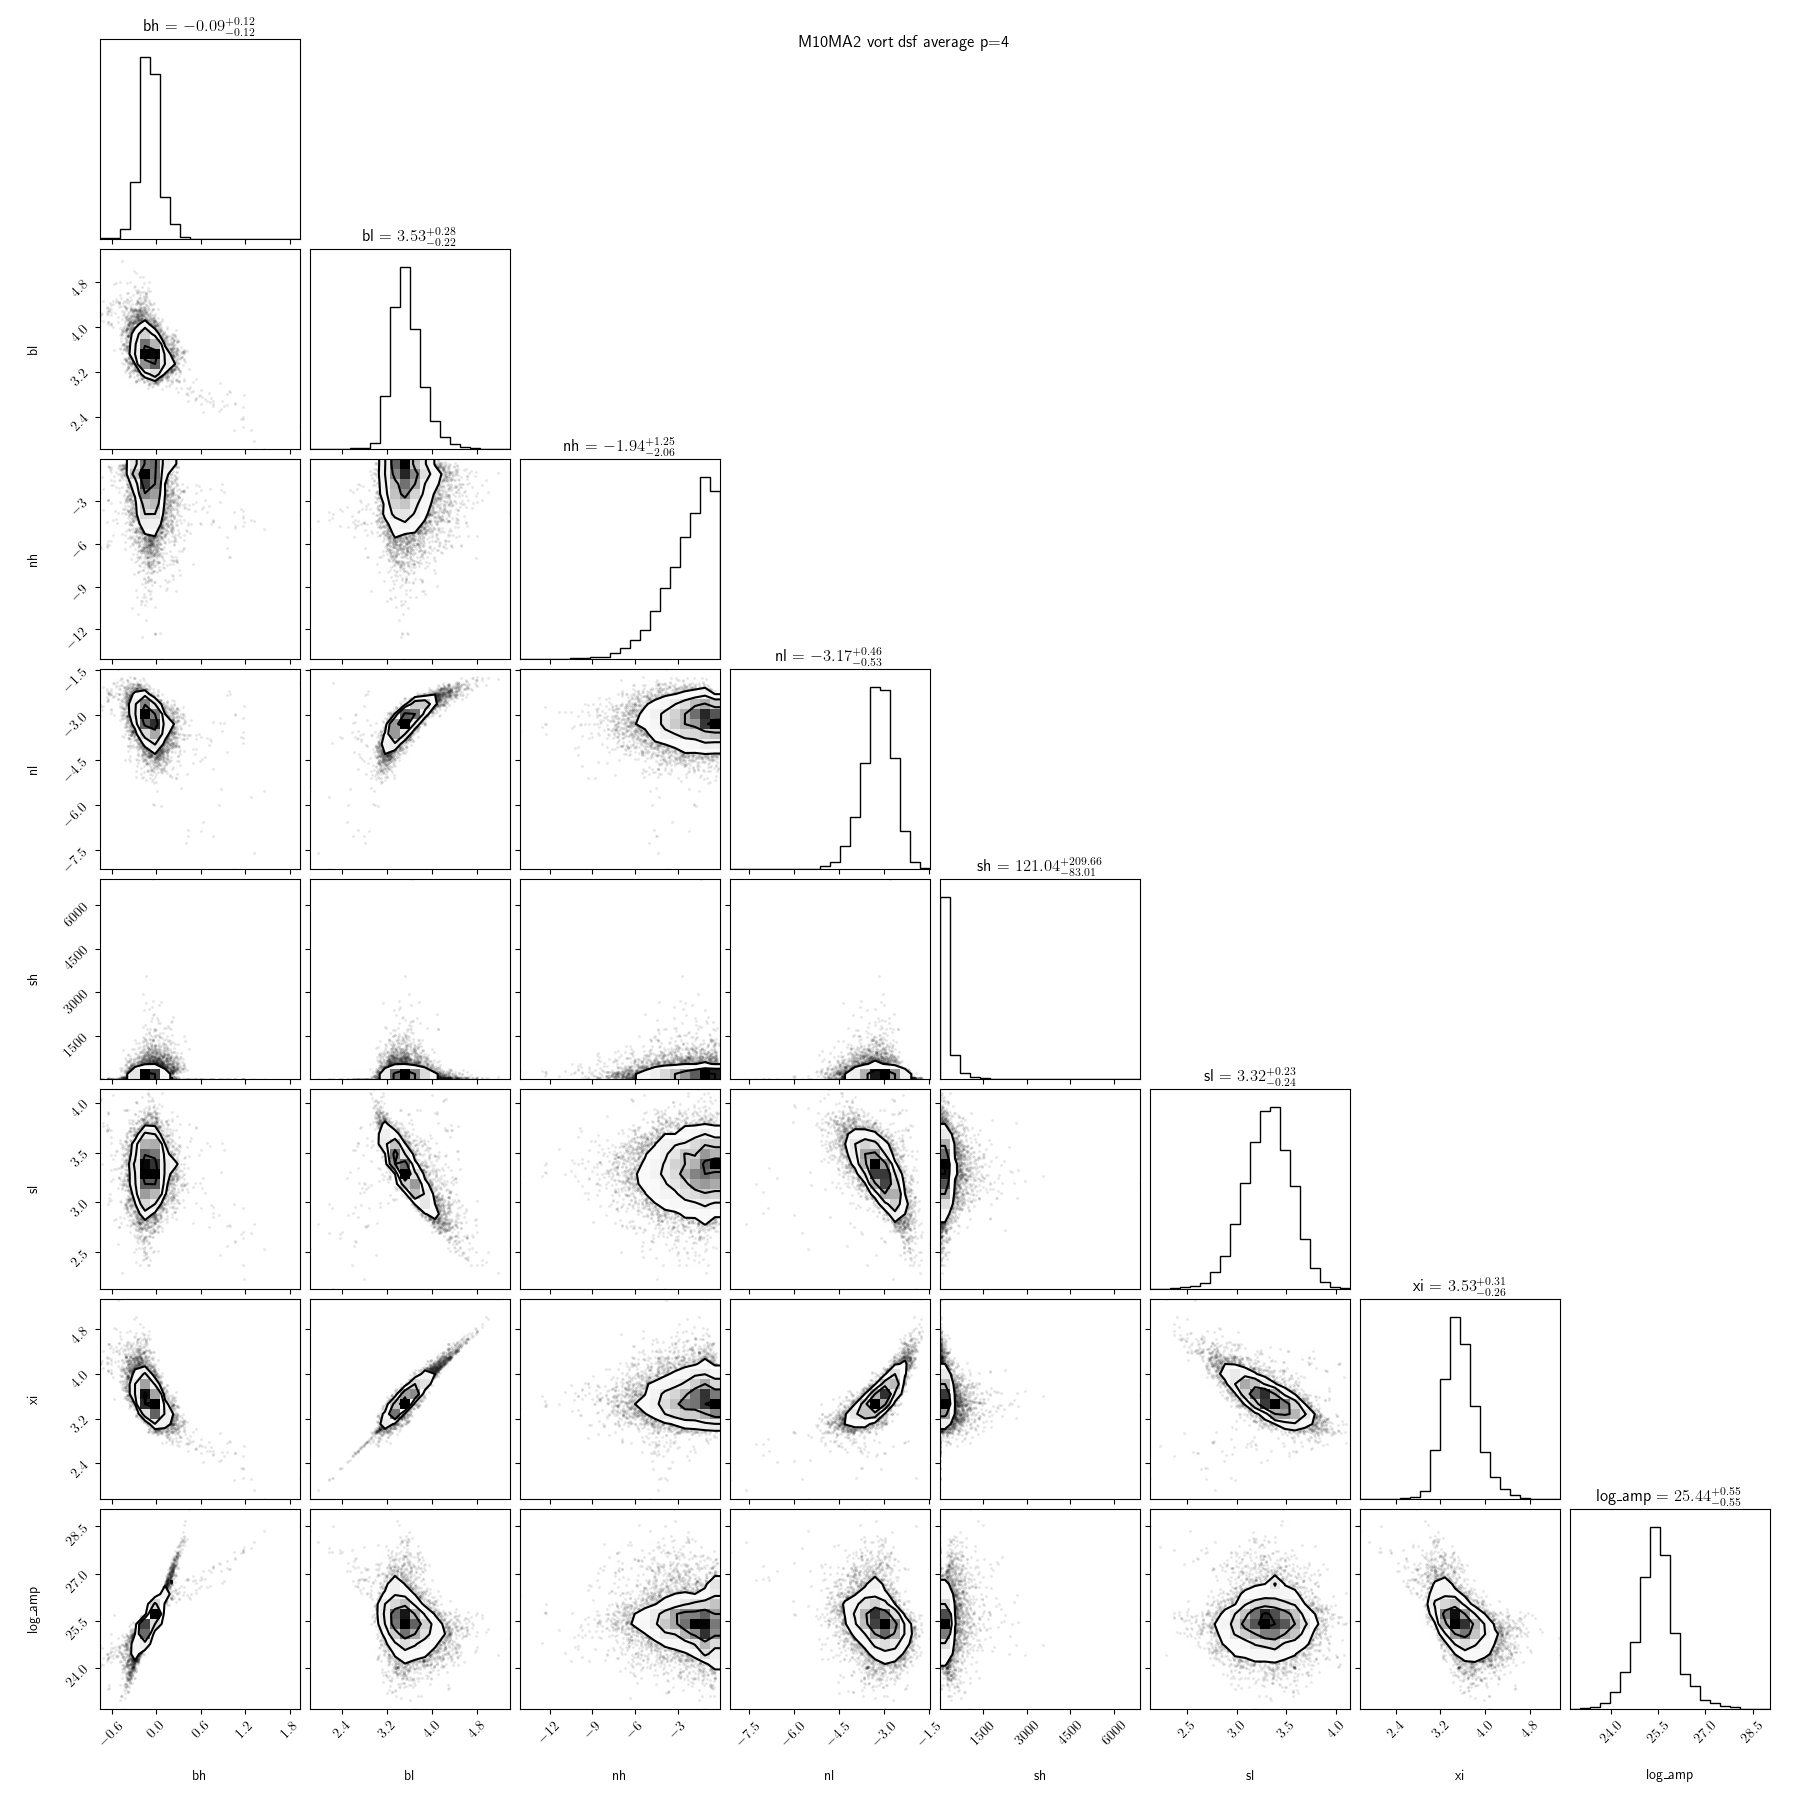 M10MA2 vort dsf average p=4
bh = −0.09+0.12−0.12
bl = 3.53+0.28−0.22
4.8
4.0
3.2
2.4
bl
nh = −1.94+1.25−2.06
−3
−6
−9
−12
nh
nl = −3.17+0.46−0.53
−1.5
−3.0
−4.5
−6.0
−7.5
nl
sh = 121.04+209.66−83.01
6000
4500
3000
1500
sh
sl = 3.32+0.23−0.24
4.0
3.5
3.0
2.5
sl
xi = 3.53+0.31−0.26
4.8
4.0
3.2
2.4
xi
log_amp = 25.44+0.55−0.55
28.5
27.0
25.5
24.0
log_amp
−0.6 0.0 0.6 1.2 1.8 2.4 3.2 4.0 4.8 −12 −9 −6 −3 −7.5 −6.0 −4.5 −3.0 −1.5 1500 3000 4500 6000 2.5 3.0 3.5 4.0 2.4 3.2 4.0 4.8 24.0 25.5 27.0 28.5
bh bl nh nl sh sl xi log_amp